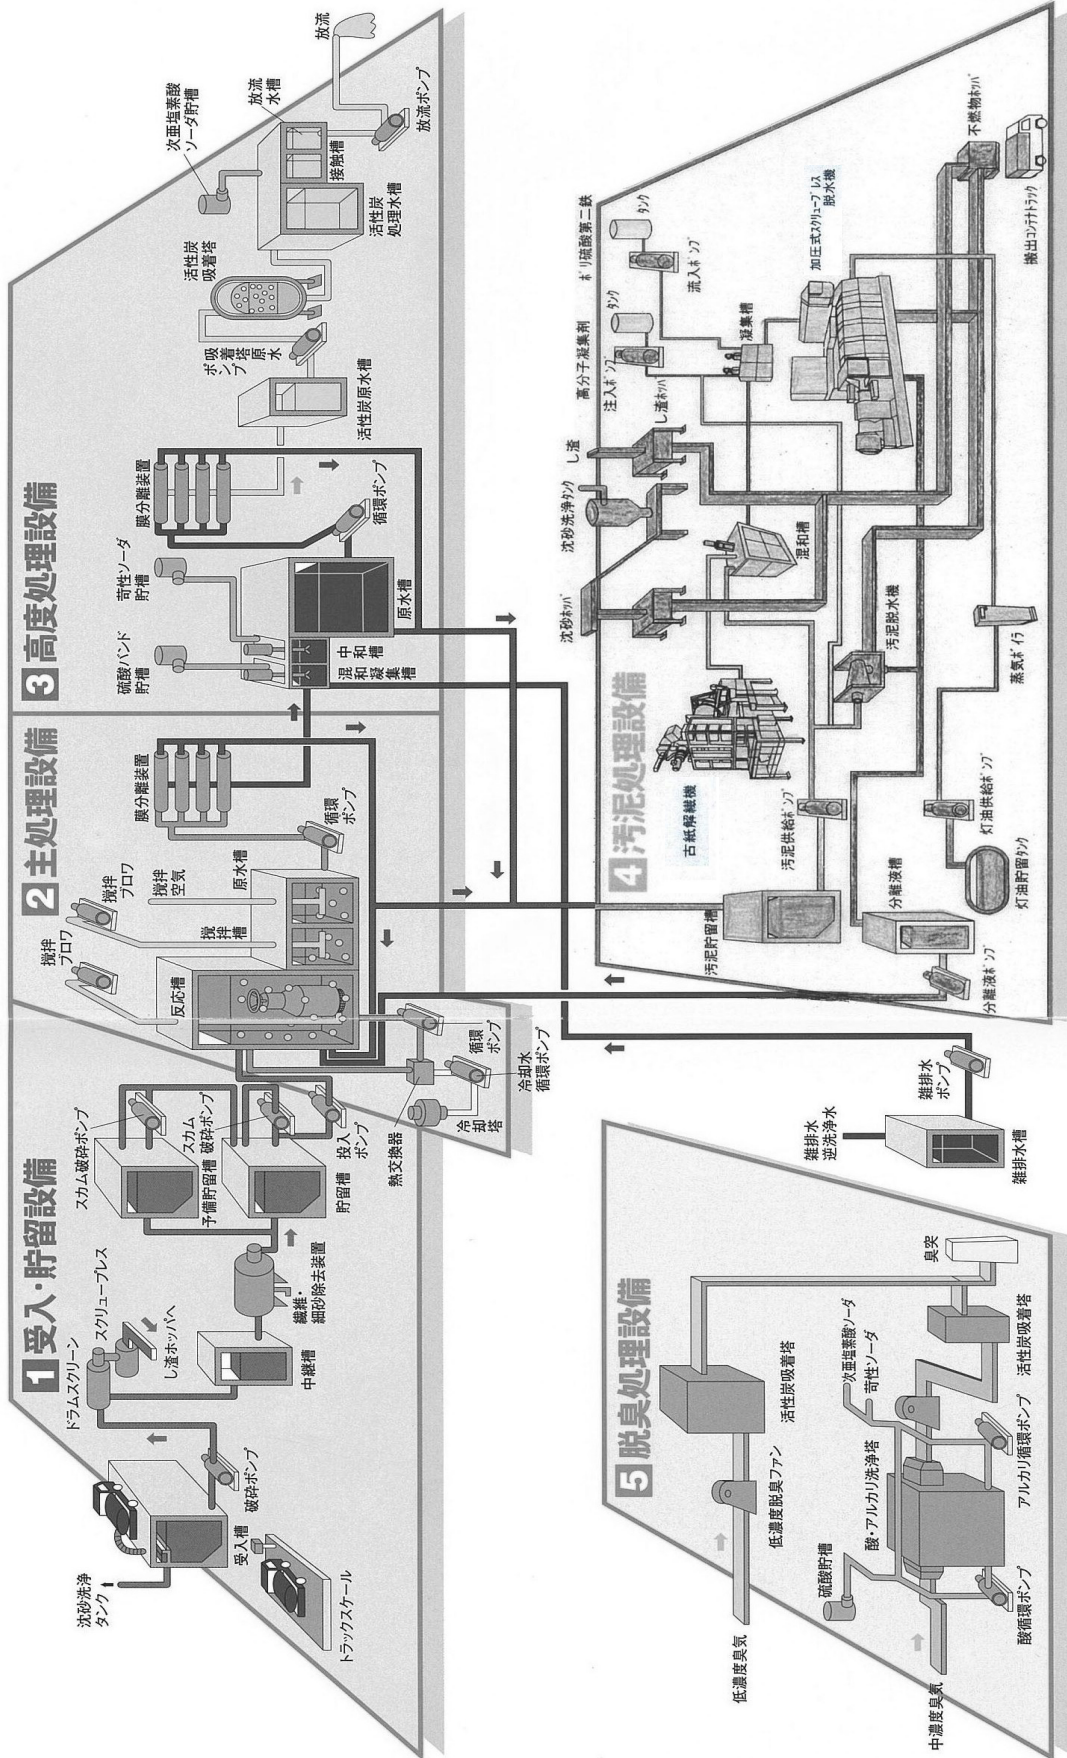 1 受入・貯留設備
沈砂洗浄
タンク
トラックスケール
受入槽
破砕ポンプ
ドラムスクリーン
スクリュープレス
し渣ホッパへ
中継槽
繊維・
細砂除去装置
スカム破砕ポンプ
予備貯留槽
スカム
破砕ポンプ
貯留槽
投入
ポンプ
熱交換器
冷却塔
冷却水
循環ポンプ
循環
ポンプ
2 主処理設備
反応槽
撹拌
ブロワ
撹拌
ブロワ
撹拌槽
撹拌
空気
原水槽
循環
ポンプ
膜分離装置
3 高度処理設備
硫酸バンド
貯槽
苛性ソーダ
貯槽
混和凝集槽
中和槽
原水槽
循環ポンプ
膜分離装置
活性炭原水槽
吸着塔原水
ポンプ
活性炭
吸着塔
次亜塩素酸
ソーダ貯槽
活性炭
処理水槽
接触槽
放流
水槽
放流ポンプ
放流
4 汚泥処理設備
汚泥貯留槽
汚泥供給ポンプ
古紙解繊機
沈砂ホッパ
沈砂洗浄タンク
し渣
し渣ホッパ
混和槽
高分子凝集剤
注入ポンプ
タンク
ポリ硫酸第二鉄
流入ポンプ
タンク
凝集槽
加圧式スクリュープレス
脱水機
汚泥脱水機
分離液槽
分離液ポンプ
灯油貯留タンク
灯油供給ポンプ
蒸気ボイラ
不燃物ホッパ
搬出コンテナトラック
雑排水
逆洗浄水
雑排水槽
雑排水
ポンプ
5 脱臭処理設備
低濃度臭気
低濃度脱臭ファン
活性炭吸着塔
中濃度臭気
硫酸貯槽
酸・アルカリ洗浄塔
酸循環ポンプ
アルカリ循環ポンプ
次亜塩素酸ソーダ
苛性ソーダ
活性炭吸着塔
臭突